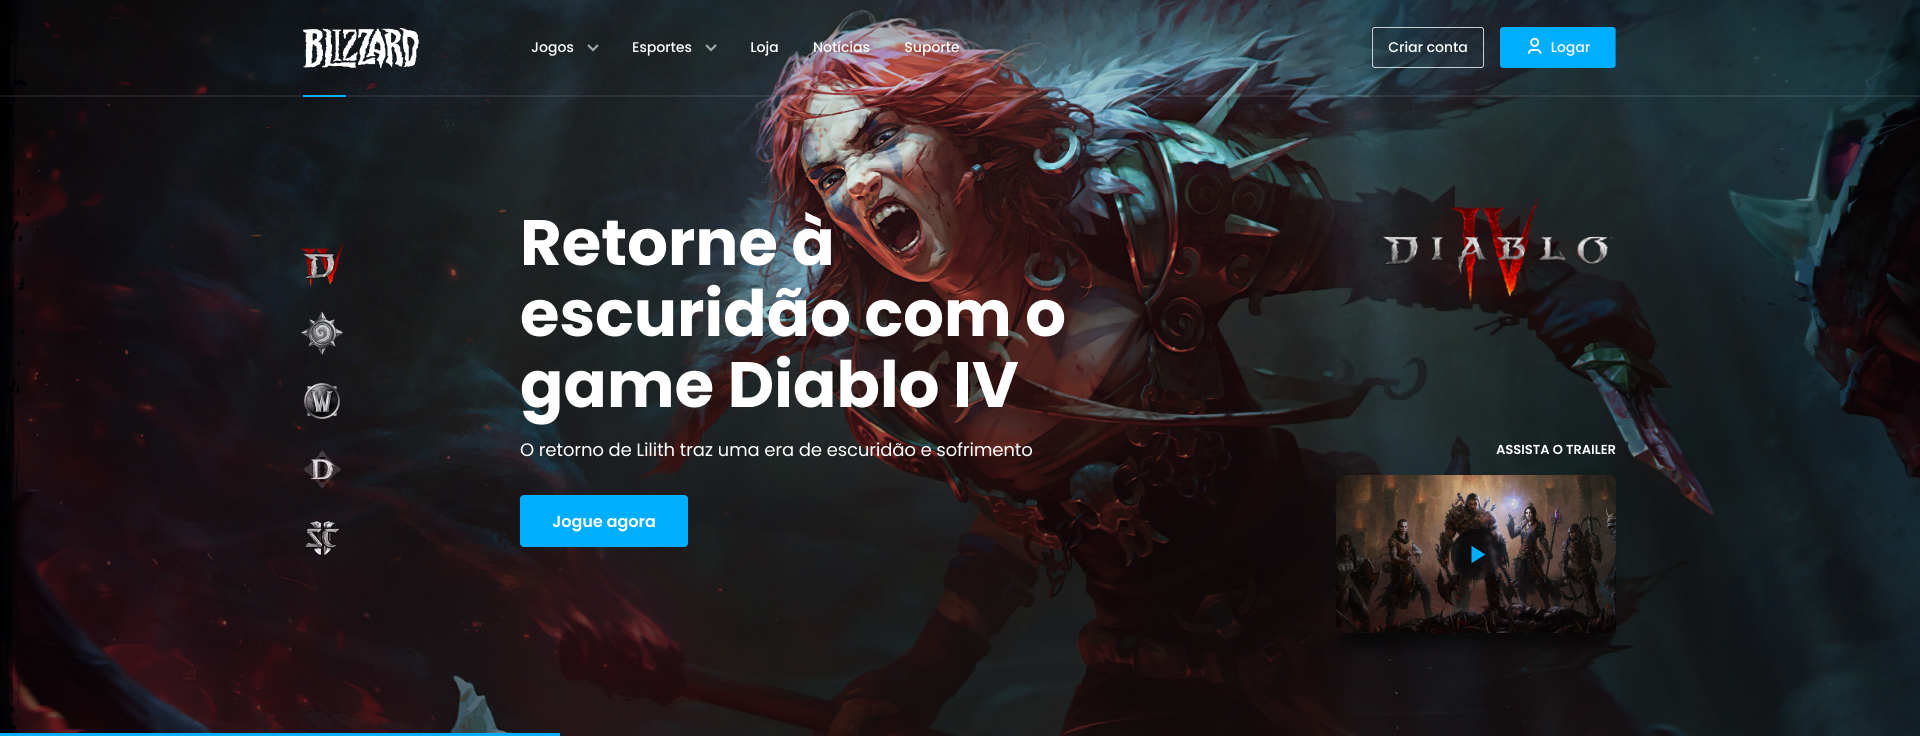 BLIZZARD
Jogos
Esportes
Loja
Notícias
Suporte
Criar conta
Logar
Retorne à
escuridão com o
game Diablo IV
O retorno de Lilith traz uma era de escuridão e sofrimento
Jogue agora
DIABLO
IV
ASSISTA O TRAILER
D
W
D
SC